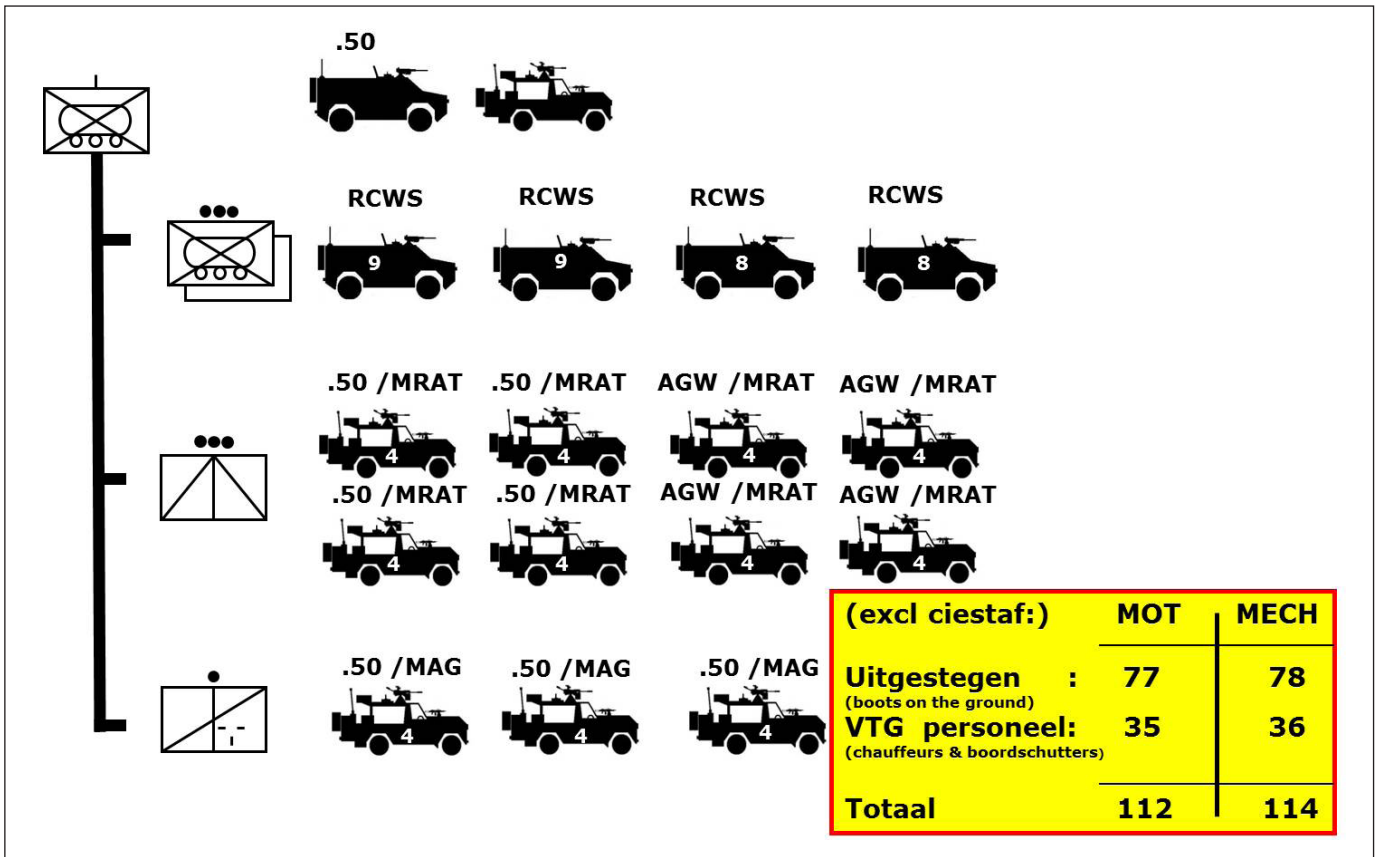 .50
RCWS RCWS RCWS RCWS
9 9 8 8
.50 /MRAT .50 /MRAT AGW /MRAT AGW /MRAT
4 4 4 4
.50 /MRAT .50 /MRAT AGW /MRAT AGW /MRAT
4 4 4 4
.50 /MAG .50 /MAG .50 /MAG
4 4 4
(excl ciestaf:) MOT MECH
Uitgestegen : 77 78
(boots on the ground)
VTG personeel: 35 36
(chauffeurs & boordschutters)
Totaal 112 114